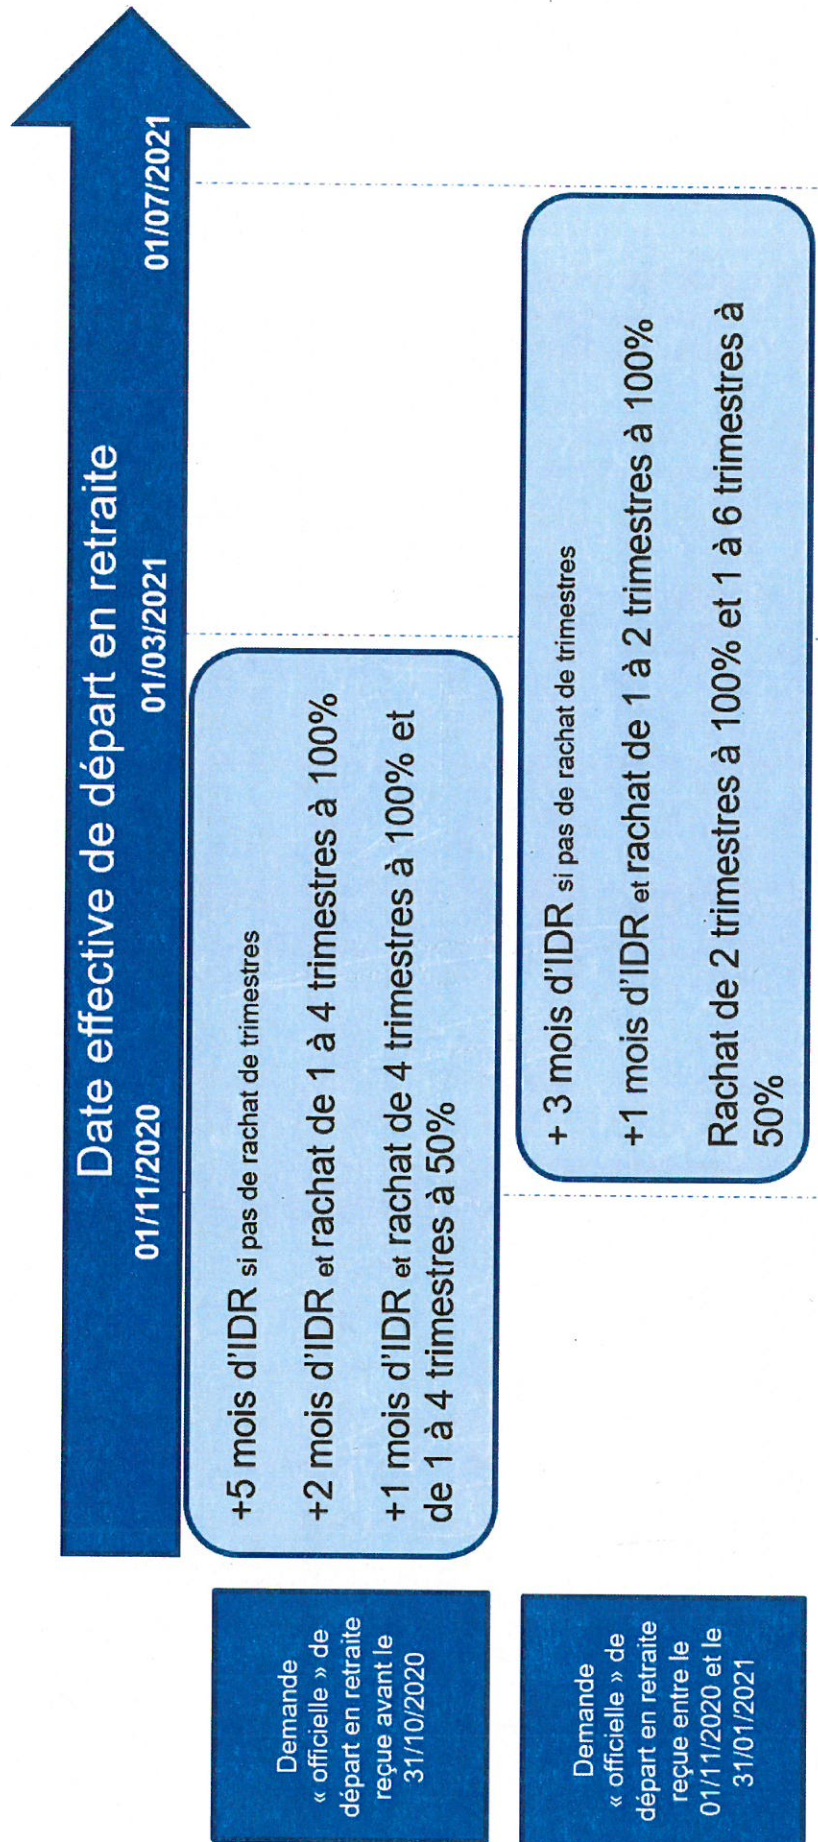 Date effective de départ en retraite
01/11/2020
01/03/2021
01/07/2021
Demande
« officielle » de
départ en retraite
reçue avant le
31/10/2020
+5 mois d'IDR si pas de rachat de trimestres
+2 mois d'IDR et rachat de 1 à 4 trimestres à 100%
+1 mois d'IDR et rachat de 4 trimestres à 100% et
de 1 à 4 trimestres à 50%
Demande
« officielle » de
départ en retraite
reçue entre le
01/11/2020 et le
31/01/2021
+ 3 mois d'IDR si pas de rachat de trimestres
+1 mois d'IDR et rachat de 1 à 2 trimestres à 100%
Rachat de 2 trimestres à 100% et 1 à 6 trimestres à
50%